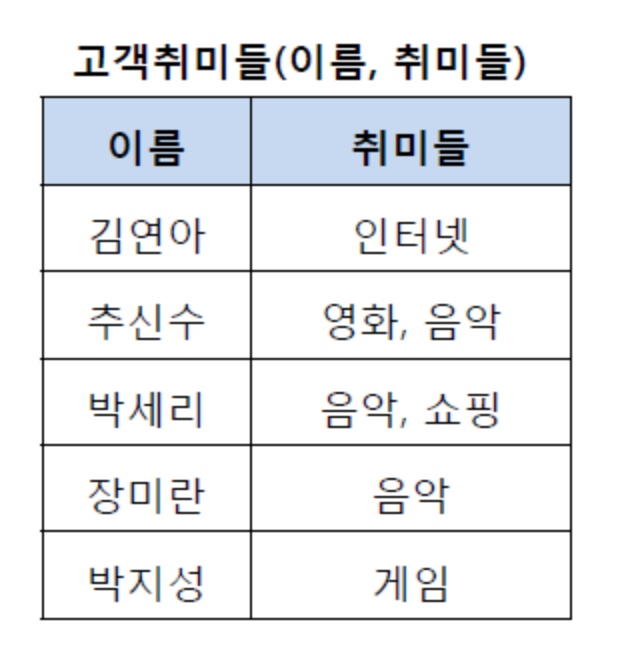 고객취미들(이름, 취미들)
이름 취미들
김연아 인터넷
추신수 영화, 음악
박세리 음악, 쇼핑
장미란 음악
박지성 게임